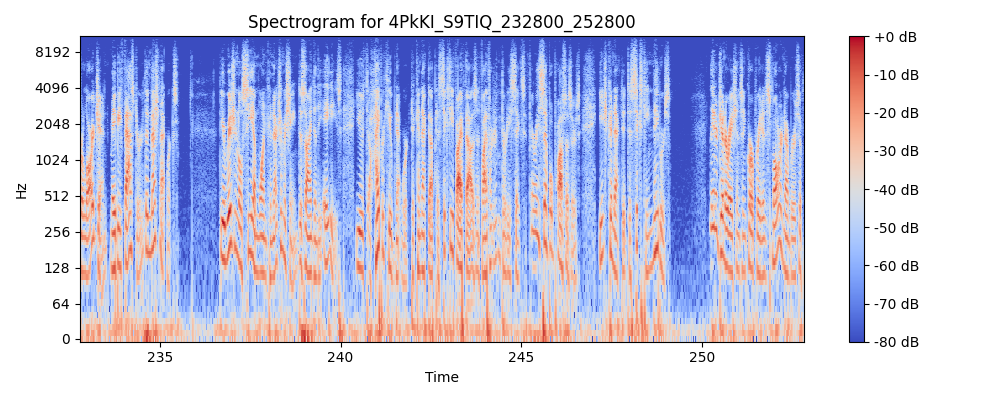 Spectrogram for 4PkKI_S9TIQ_232800_252800
Hz
8192
4096
2048
1024
512
256
128
64
0
235
240
245
250
Time
+0 dB
-10 dB
-20 dB
-30 dB
-40 dB
-50 dB
-60 dB
-70 dB
-80 dB